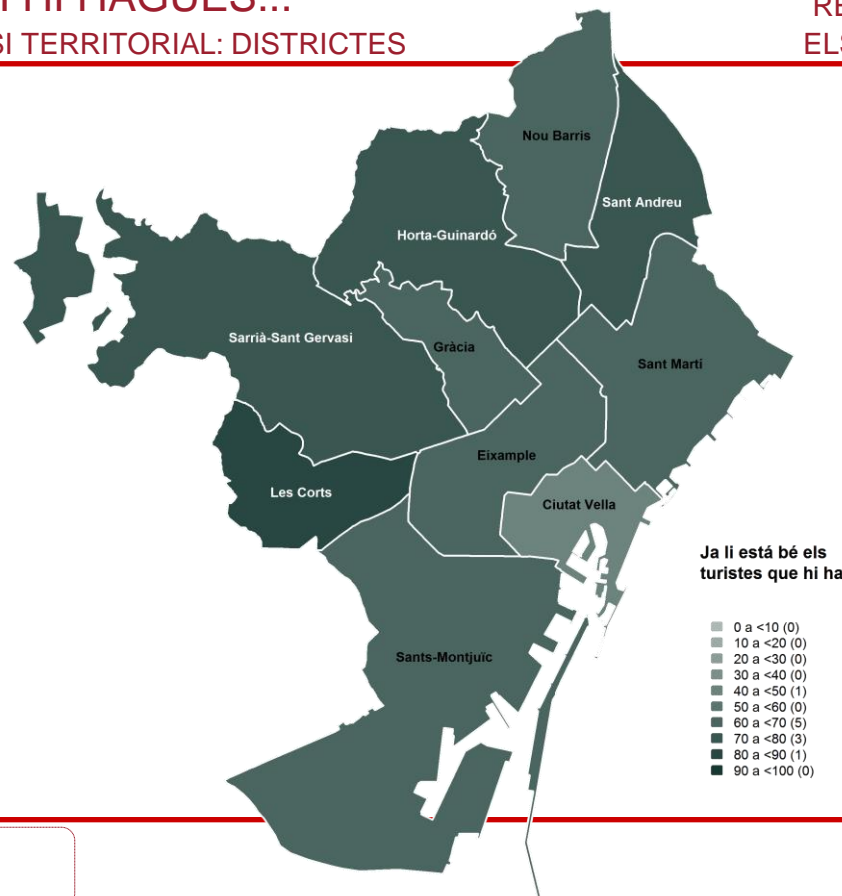 HI HAGUES...
SI TERRITORIAL: DISTRICTES
RE
ELS
Nou Barris
Sant Andreu
Horta-Guinardó
Sarrià-Sant Gervasi
Gràcia
Sant Martí
Eixample
Les Corts
Ciutat Vella
Sants-Montjuïc
Ja li está bé els
turistes que hi ha
0 a <10 (0)
10 a <20 (0)
20 a <30 (0)
30 a <40 (0)
40 a <50 (1)
50 a <60 (0)
60 a <70 (5)
70 a <80 (3)
80 a <90 (1)
90 a <100 (0)